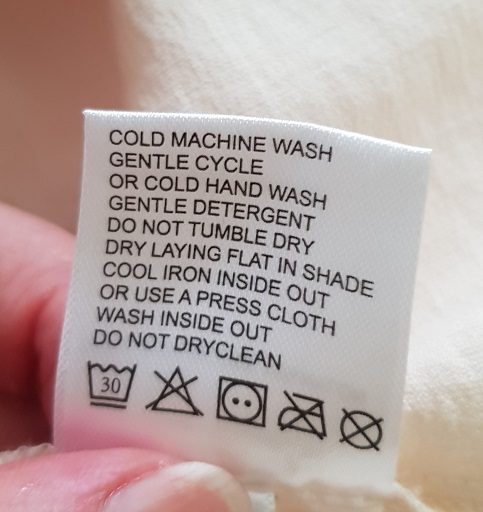 COLD MACHINE WASH
GENTLE CYCLE
OR COLD HAND WASH
GENTLE DETERGENT
DO NOT TUMBLE DRY
DRY LAYING FLAT IN SHADE
COOL IRON INSIDE OUT
OR USE A PRESS CLOTH
WASH INSIDE OUT
DO NOT DRYCLEAN
30